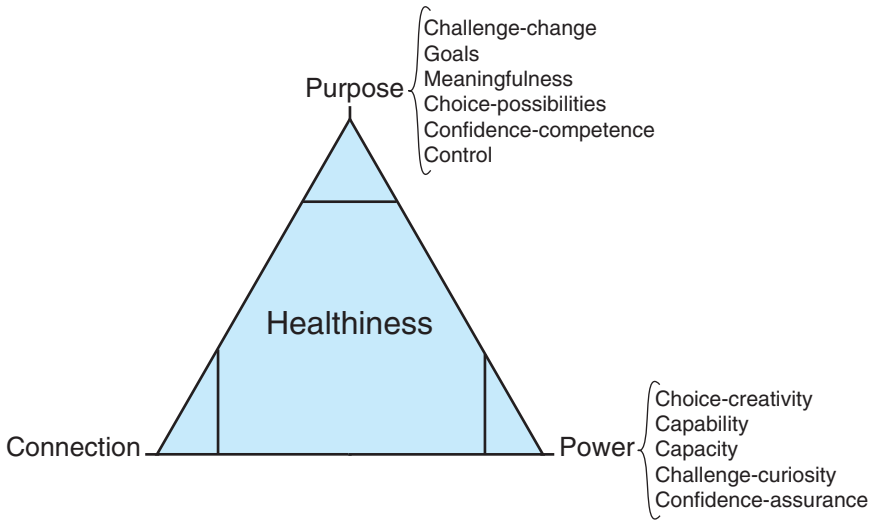 Purpose
Challenge-change
Goals
Meaningfulness
Choice-possibilities
Confidence-competence
Control
Healthiness
Connection
Power
Choice-creativity
Capability
Capacity
Challenge-curiosity
Confidence-assurance